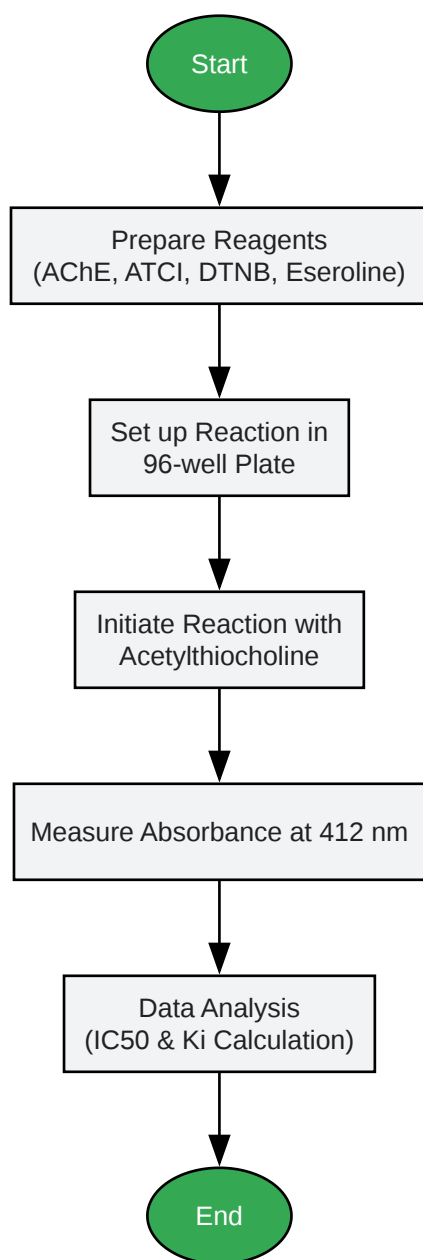 Start
Prepare Reagents
(AChE, ATCI, DTNB, Eseroline)
Set up Reaction in
96-well Plate
Initiate Reaction with
Acetylthiocholine
Measure Absorbance at 412 nm
Data Analysis
(IC50 & Ki Calculation)
End